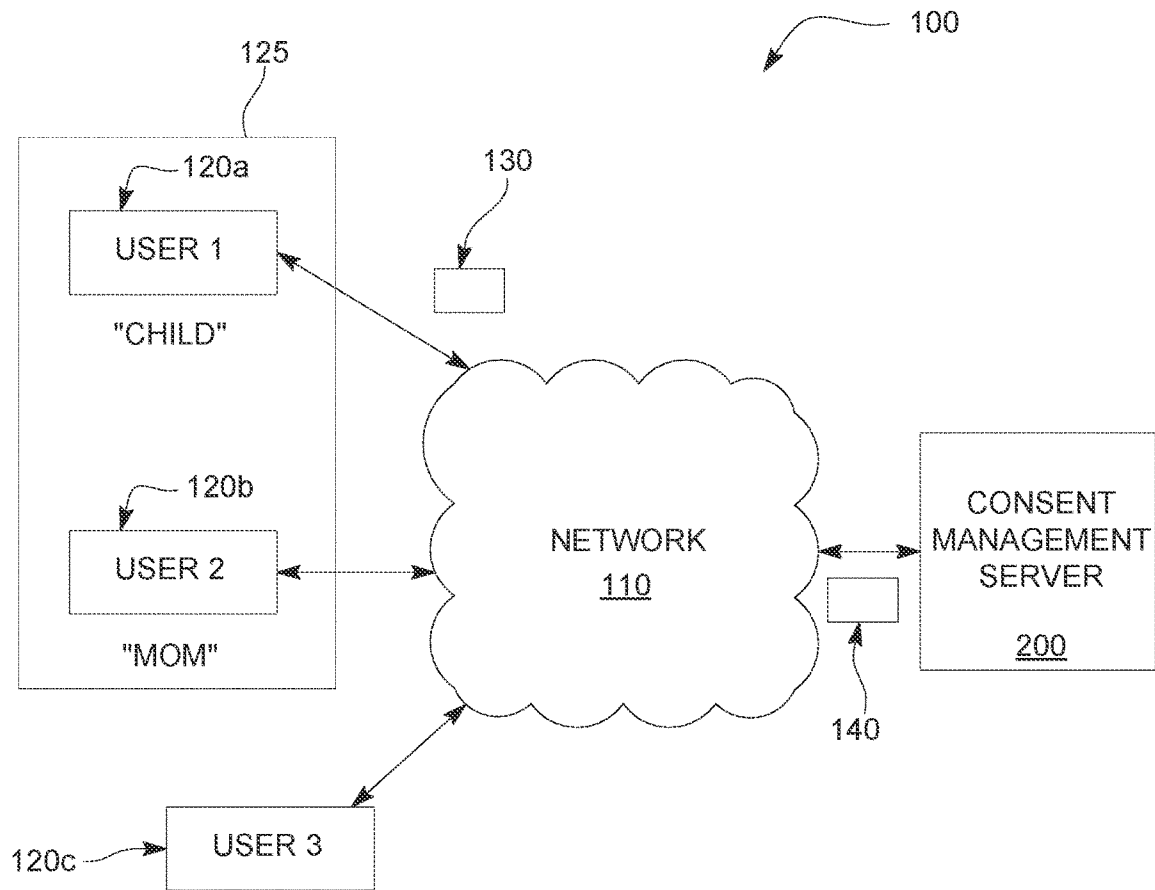 100
125
120a
130
USER 1
"CHILD"
120b
USER 2
"MOM"
NETWORK
110
CONSENT
MANAGEMENT
SERVER
200
140
USER 3
120c